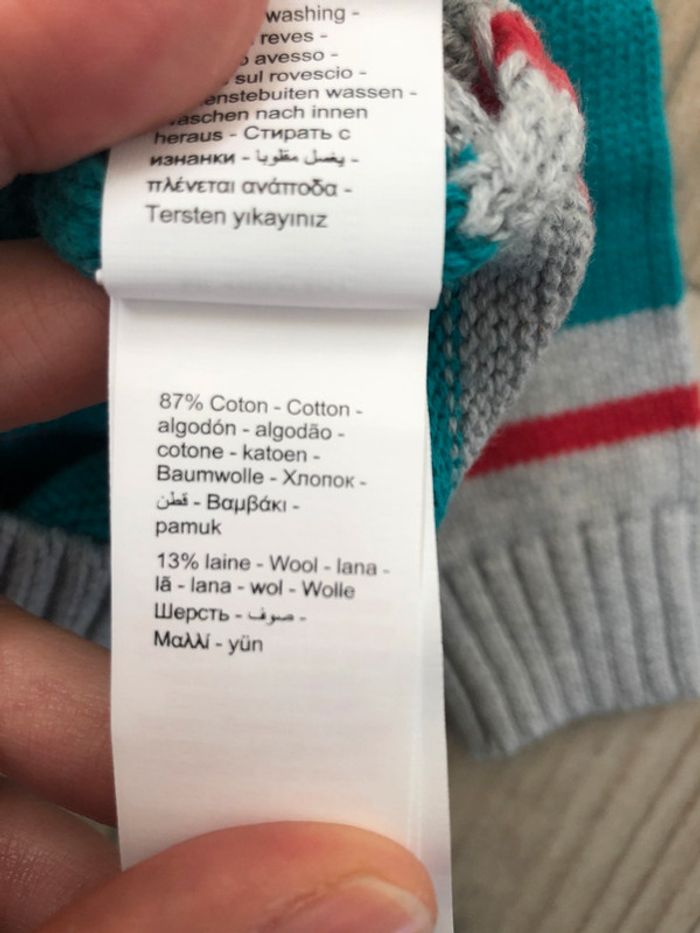 washing -
reves -
avesso -
sul rovescio -
wassen -
nach innen
heraus - Стирать с
изнанки - يغسل مقلوبا -
πλένεται ανάποδα -
Tersten yıkayınız
87% Coton - Cotton -
algodón - algodão -
cotone - katoen -
Baumwolle - Хлопок -
قطن - Βαμβάκι -
pamuk
13% laine - Wool - lana -
lã - lana - wol - Wolle
Шерсть - صوف -
Μαλλί - yün